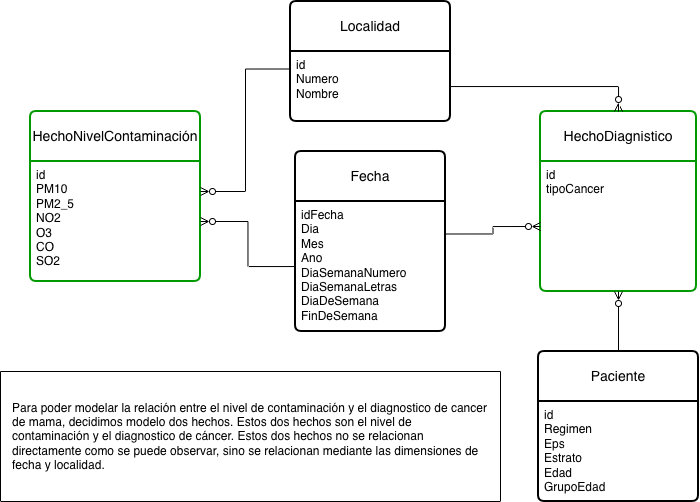 Localidad
id
Numero
Nombre
HechoNivelContaminación
id
PM10
PM2_5
NO2
O3
CO
SO2
Fecha
idFecha
Dia
Mes
Ano
DiaSemanaNumero
DiaSemanaLetras
DiaDeSemana
FinDeSemana
HechoDiagnistico
id
tipoCancer
Paciente
id
Regimen
Eps
Estrato
Edad
GrupoEdad
Para poder modelar la relación entre el nivel de contaminación y el diagnostico de cancer
de mama, decidimos modelo dos hechos. Estos dos hechos son el nivel de
contaminación y el diagnostico de cáncer. Estos dos hechos no se relacionan
directamente como se puede observar, sino se relacionan mediante las dimensiones de
fecha y localidad.